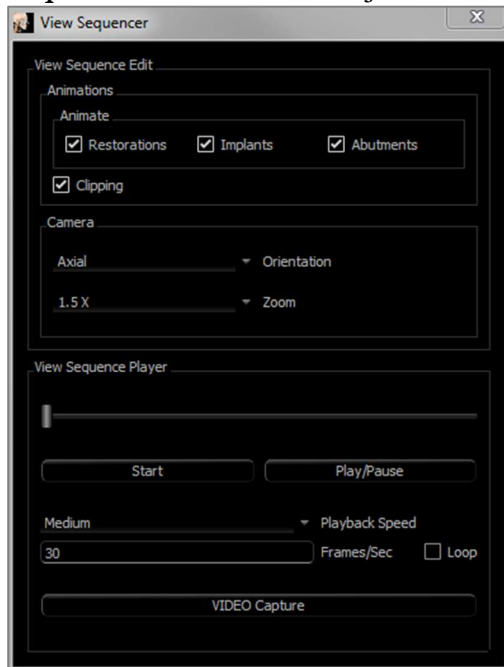 View Sequencer
View Sequence Edit
Animations
Animate
Restorations Implants Abutments
Clipping
Camera
Axial Orientation
1.5 X Zoom
View Sequence Player
Start Play/Pause
Medium Playback Speed
30 Frames/Sec Loop
VIDEO Capture